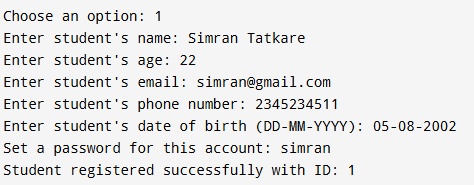 Choose an option: 1
Enter student's name: Simran Tatkare
Enter student's age: 22
Enter student's email: simran@gmail.com
Enter student's phone number: 2345234511
Enter student's date of birth (DD-MM-YYYY): 05-08-2002
Set a password for this account: simran
Student registered successfully with ID: 1